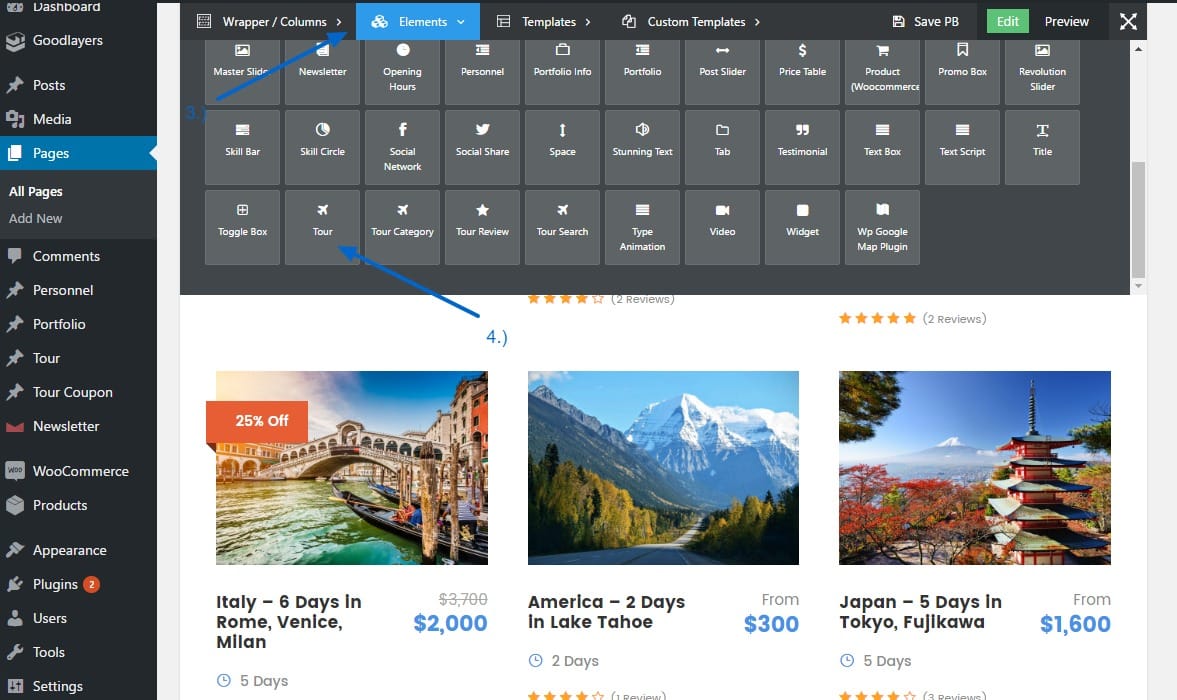 Dashboard
Goodlayers
Posts
Media
Pages
All Pages
Add New
Comments
Personnel
Portfolio
Tour
Tour Coupon
Newsletter
WooCommerce
Products
Appearance
Plugins 2
Users
Tools
Settings
Wrapper / Columns Elements Templates Custom Templates Save PB Edit Preview
Master Slider
Newsletter
Opening
Hours
Personnel
Portfolio Info
Portfolio
Post Slider
Price Table
Product
(Woocommerce
Promo Box
Revolution
Slider
3.)
Skill Bar
Skill Circle
Social
Network
Social Share
Space
Stunning Text
Tab
Testimonial
Text Box
Text Script
Title
Toggle Box
Tour
Tour Category
Tour Review
Tour Search
Type
Animation
Video
Widget
Wp Google
Map Plugin
4.)
(2 Reviews)
(2 Reviews)
25% Off
Italy – 6 Days in
Rome, Venice,
Milan
$3,700
$2,000
5 Days
America – 2 Days
in Lake Tahoe
From
$300
2 Days
(1 Review)
Japan – 5 Days in
Tokyo, Fujikawa
From
$1,600
5 Days
(3 Reviews)